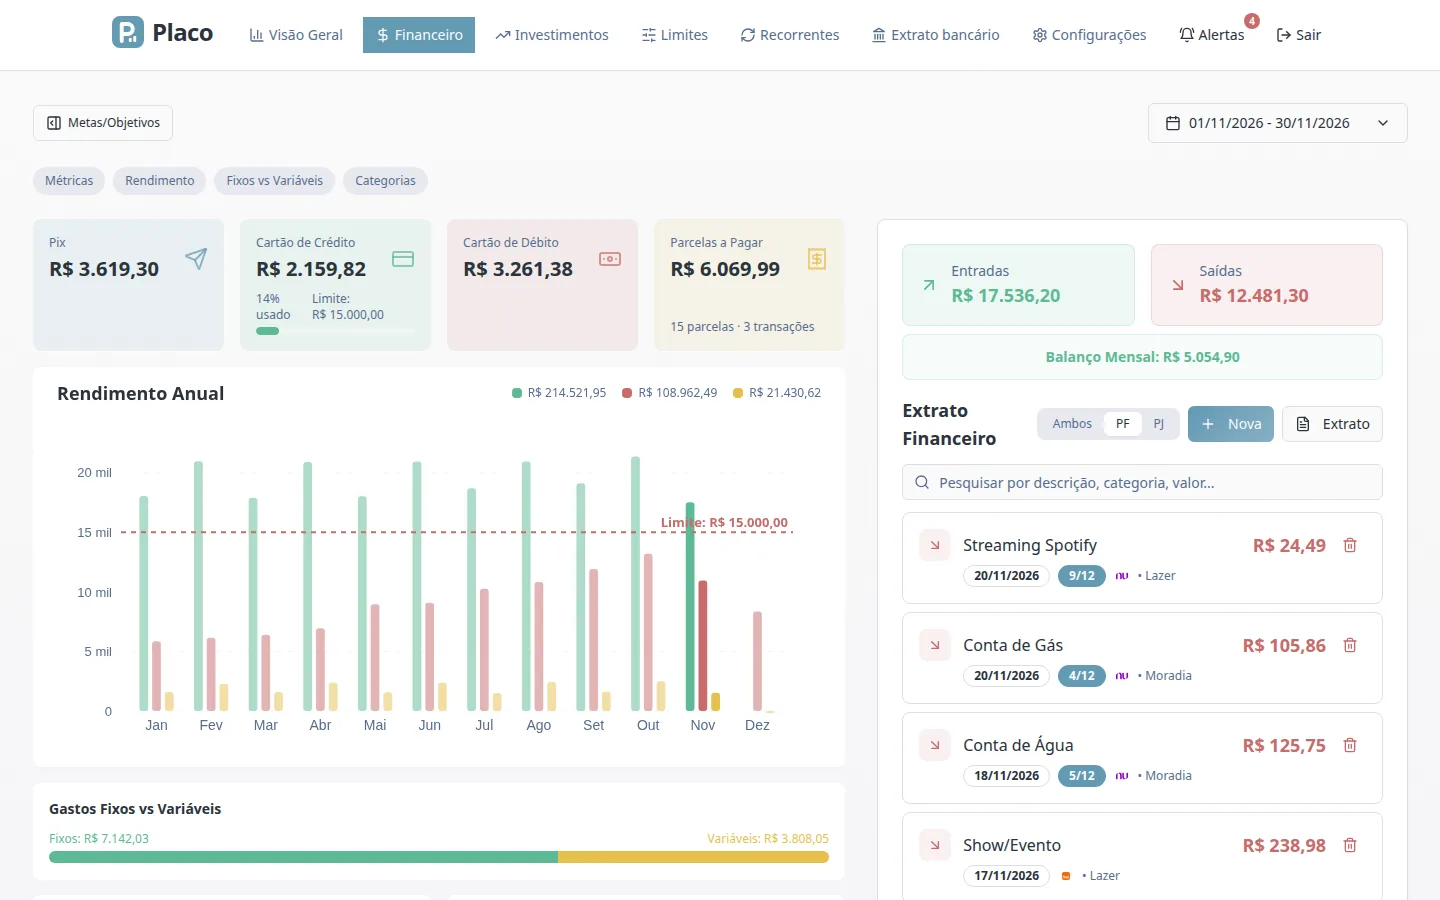 Placo
Visão Geral
Financeiro
Investimentos
Limites
Recorrentes
Extrato bancário
Configurações
Alertas
4
Sair
Metas/Objetivos
01/11/2026 - 30/11/2026
Métricas
Rendimento
Fixos vs Variáveis
Categorias
Pix
R$ 3.619,30
Cartão de Crédito
R$ 2.159,82
14%
usado
Limite:
R$ 15.000,00
Cartão de Débito
R$ 3.261,38
Parcelas a Pagar
R$ 6.069,99
15 parcelas · 3 transações
Rendimento Anual
R$ 214.521,95
R$ 108.962,49
R$ 21.430,62
20 mil
15 mil
10 mil
5 mil
0
Limite: R$ 15.000,00
Jan
Fev
Mar
Abr
Mai
Jun
Jul
Ago
Set
Out
Nov
Dez
Gastos Fixos vs Variáveis
Fixos: R$ 7.142,03
Variáveis: R$ 3.808,05
Entradas
R$ 17.536,20
Saídas
R$ 12.481,30
Balanço Mensal: R$ 5.054,90
Extrato
Financeiro
Ambos
PF
PJ
Nova
Extrato
Pesquisar por descrição, categoria, valor...
Streaming Spotify
R$ 24,49
20/11/2026
9/12
• Lazer
Conta de Gás
R$ 105,86
20/11/2026
4/12
• Moradia
Conta de Água
R$ 125,75
18/11/2026
5/12
• Moradia
Show/Evento
R$ 238,98
17/11/2026
• Lazer